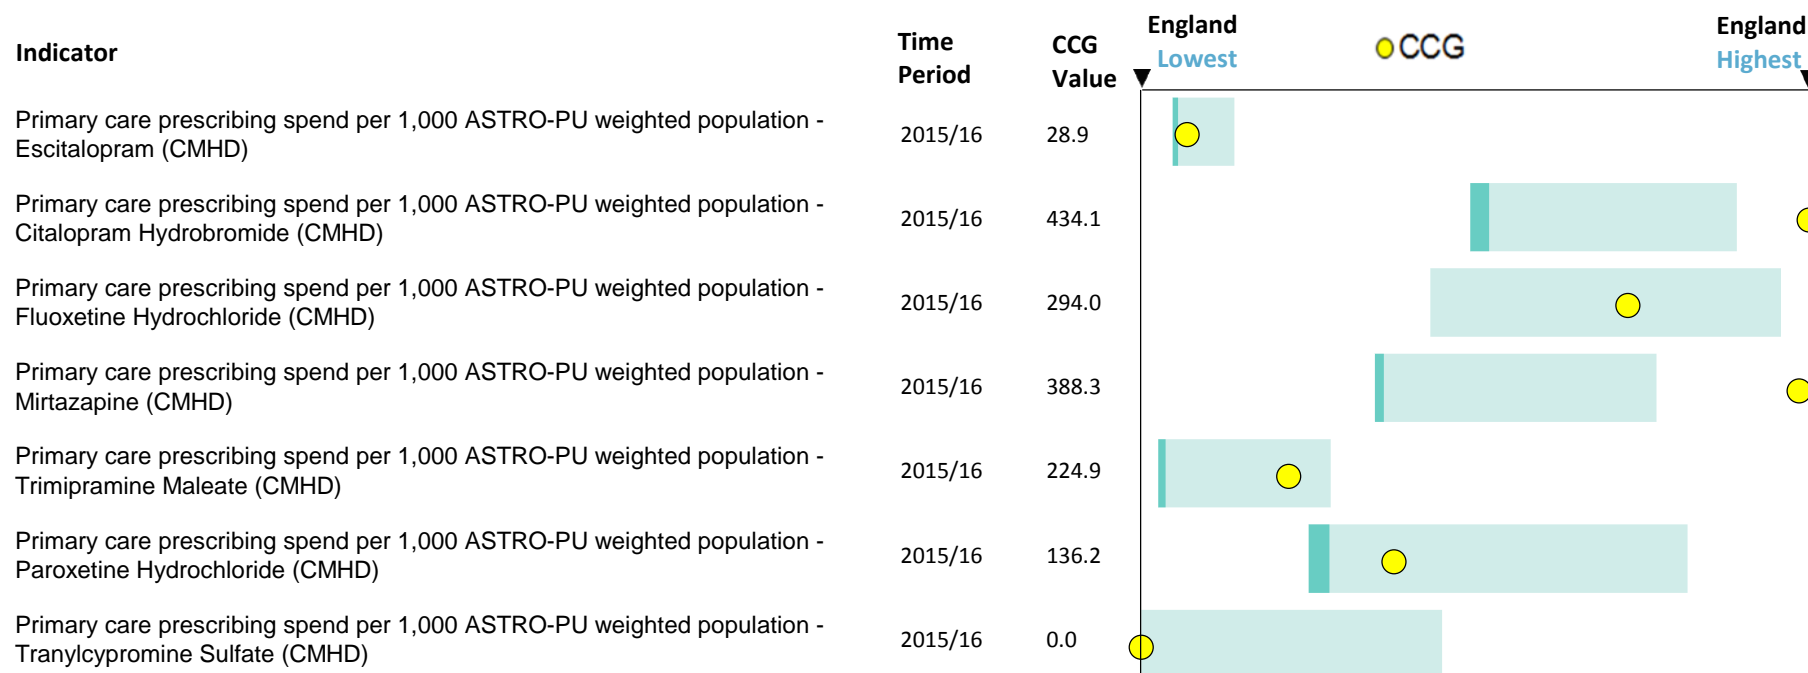 Indicator
Time Period
CCG Value
England Lowest
CCG
England Highest
Primary care prescribing spend per 1,000 ASTRO-PU weighted population -
Escitalopram (CMHD)
2015/16
28.9
Primary care prescribing spend per 1,000 ASTRO-PU weighted population -
Citalopram Hydrobromide (CMHD)
2015/16
434.1
Primary care prescribing spend per 1,000 ASTRO-PU weighted population -
Fluoxetine Hydrochloride (CMHD)
2015/16
294.0
Primary care prescribing spend per 1,000 ASTRO-PU weighted population -
Mirtazapine (CMHD)
2015/16
388.3
Primary care prescribing spend per 1,000 ASTRO-PU weighted population -
Trimipramine Maleate (CMHD)
2015/16
224.9
Primary care prescribing spend per 1,000 ASTRO-PU weighted population -
Paroxetine Hydrochloride (CMHD)
2015/16
136.2
Primary care prescribing spend per 1,000 ASTRO-PU weighted population -
Tranylcypromine Sulfate (CMHD)
2015/16
0.0